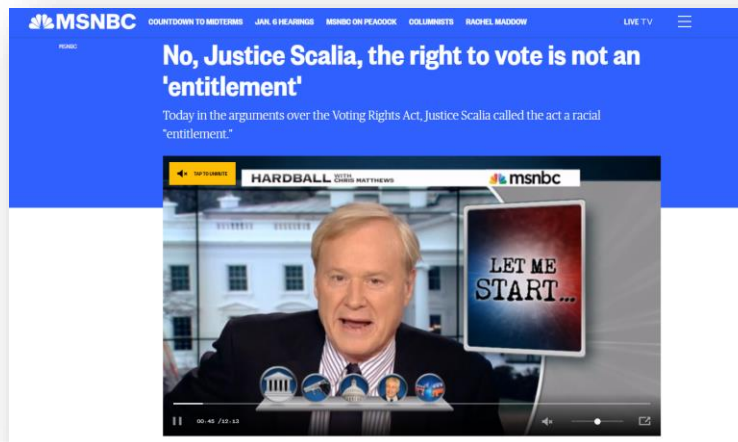 MSNBC COUNTDOWN TO MIDTERMS JAN. 6 HEARINGS MSNBC ON PEACOCK COLUMNISTS RACHEL MADDOW LIVE TV
MSNBC
No, Justice Scalia, the right to vote is not an
'entitlement'
Today in the arguments over the Voting Rights Act, Justice Scalia called the act a racial
"entitlement."
TAP TO UNMUTE
HARDBALL WITH CHRIS MATTHEWS msnbc
LET ME
START...
00:45 /12:13